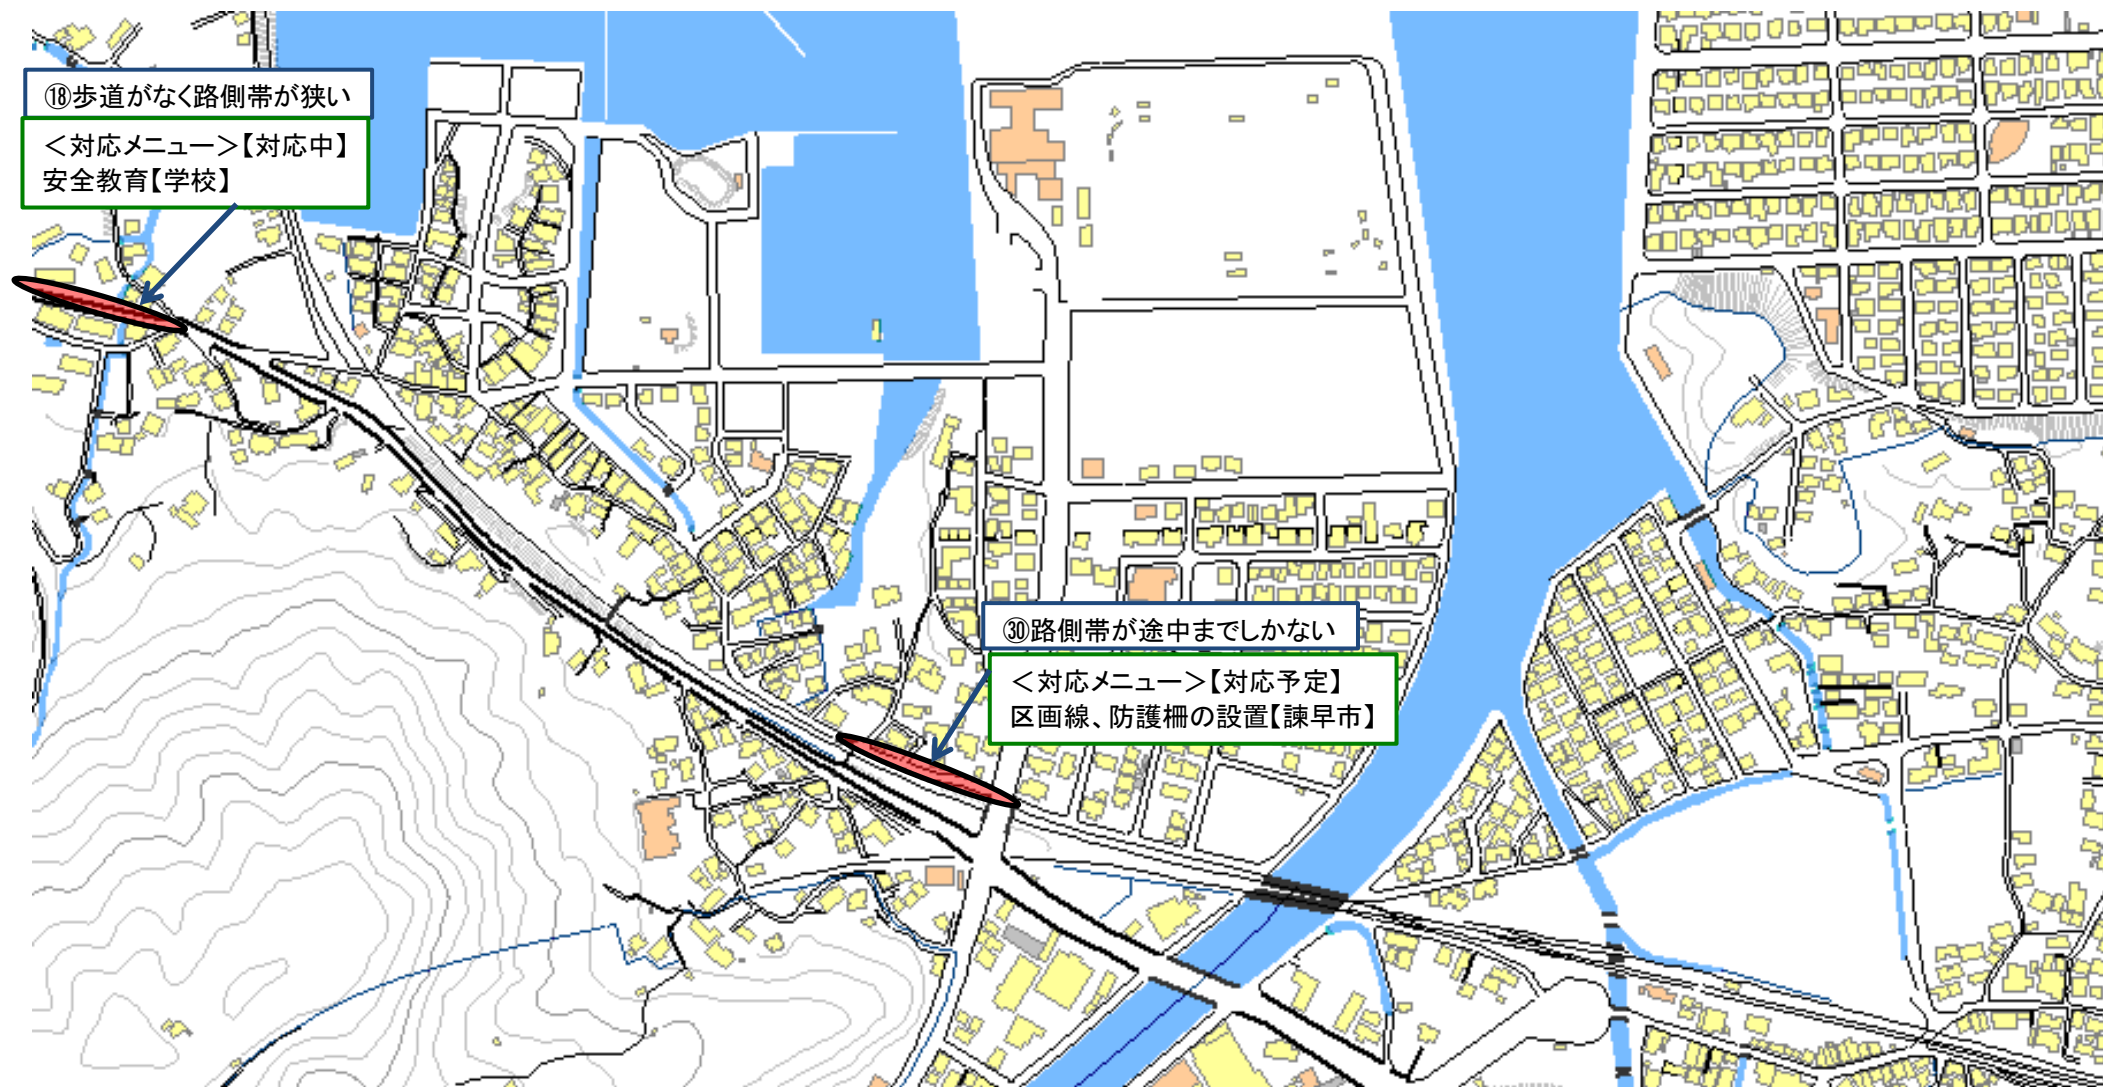 ⑱歩道がなく路側帯が狭い
＜対応メニュー＞【対応中】
安全教育【学校】
㉚路側帯が途中までしかない
＜対応メニュー＞【対応予定】
区画線、防護柵の設置【諫早市】